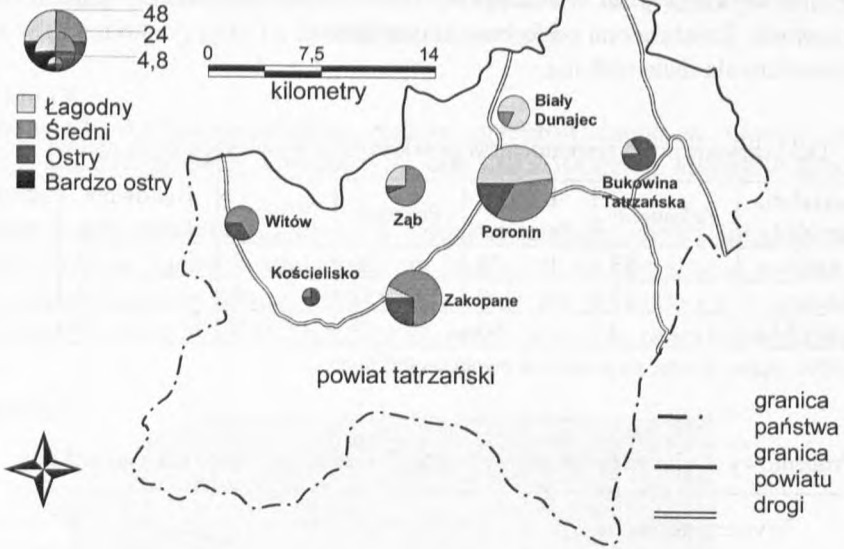 48
24
4,8
0 7,5 14
kilometry
Łagodny
Średni
Ostry
Bardzo ostry
Biały
Dunajec
Bukowina
Tatrzańska
Ząb
Poronin
Witów
Kościelisko
Zakopane
powiat tatrzański
granica
państwa
granica
powiatu
drogi